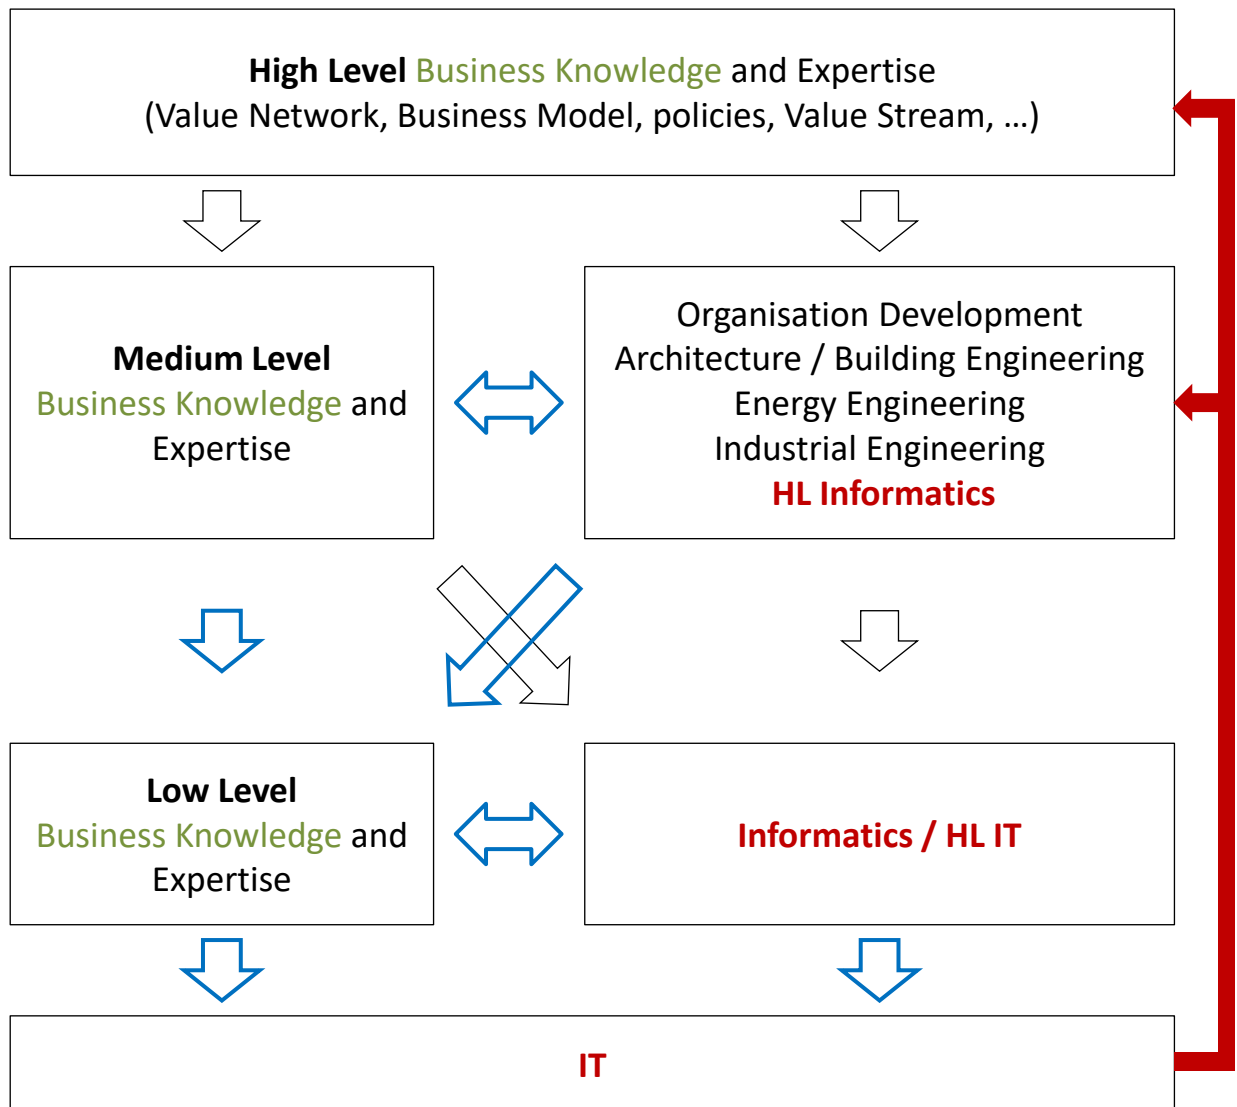 High Level Business Knowledge and Expertise
(Value Network, Business Model, policies, Value Stream, ...)
Medium Level
Business Knowledge and
Expertise
Organisation Development
Architecture / Building Engineering
Energy Engineering
Industrial Engineering
HL Informatics
Low Level
Business Knowledge and
Expertise
Informatics / HL IT
IT